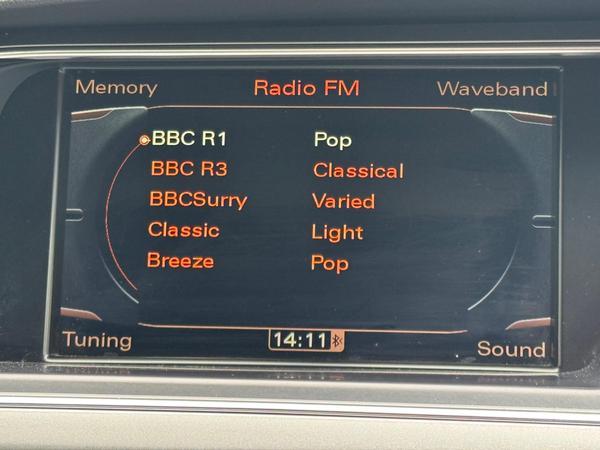 Memory Radio FM Waveband
BBC R1 Pop
BBC R3 Classical
BBCSurry Varied
Classic Light
Breeze Pop
Tuning 14:11 Sound